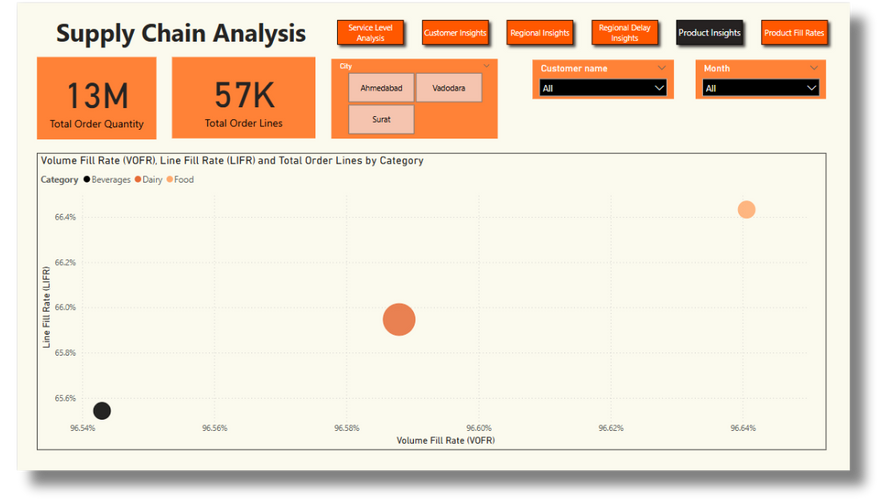 Supply Chain Analysis
Service Level
Analysis
Customer Insights
Regional Insights
Regional Delay
Insights
Product Insights
Product Fill Rates
13M
Total Order Quantity
57K
Total Order Lines
City
Ahmedabad
Vadodara
Surat
Customer name
All
Month
All
Volume Fill Rate (VOFR), Line Fill Rate (LIFR) and Total Order Lines by Category
Category Beverages Dairy Food
Line Fill Rate (LIFR)
66.4%
66.2%
66.0%
65.8%
65.6%
96.54% 96.56% 96.58% 96.60% 96.62% 96.64%
Volume Fill Rate (VOFR)